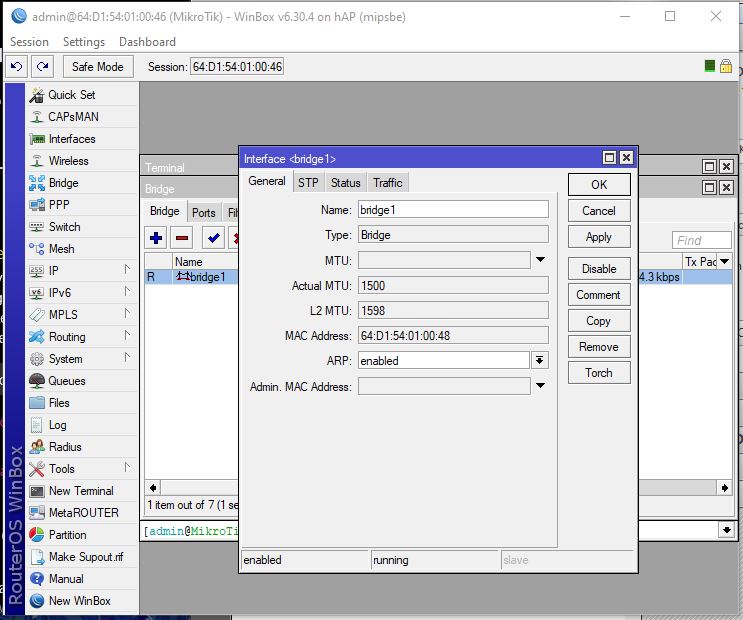 admin@64:D1:54:01:00:46 (MikroTik) - WinBox v6.30.4 on hAP (mipsbe)
Session Settings Dashboard
Safe Mode Session: 64:D1:54:01:00:46
Quick Set
CAPsMAN
Interfaces
Wireless
Bridge
PPP
Switch
Mesh
IP
IPv6
MPLS
Routing
System
Queues
Files
Log
Radius
Tools
New Terminal
MetaROUTER
Partition
Make Supout.rif
Manual
New WinBox
RouterOS WinBox
Terminal
Bridge
Bridge Ports
Find
Name
Tx
R bridge1
4.3 kbps
1 item out of 7
[admin@MikroTi
Interface <bridge1>
General STP Status Traffic
Name: bridge1
Type: Bridge
MTU:
Actual MTU: 1500
L2 MTU: 1598
MAC Address: 64:D1:54:01:00:48
ARP: enabled
Admin. MAC Address:
OK
Cancel
Apply
Disable
Comment
Copy
Remove
Torch
enabled running slave